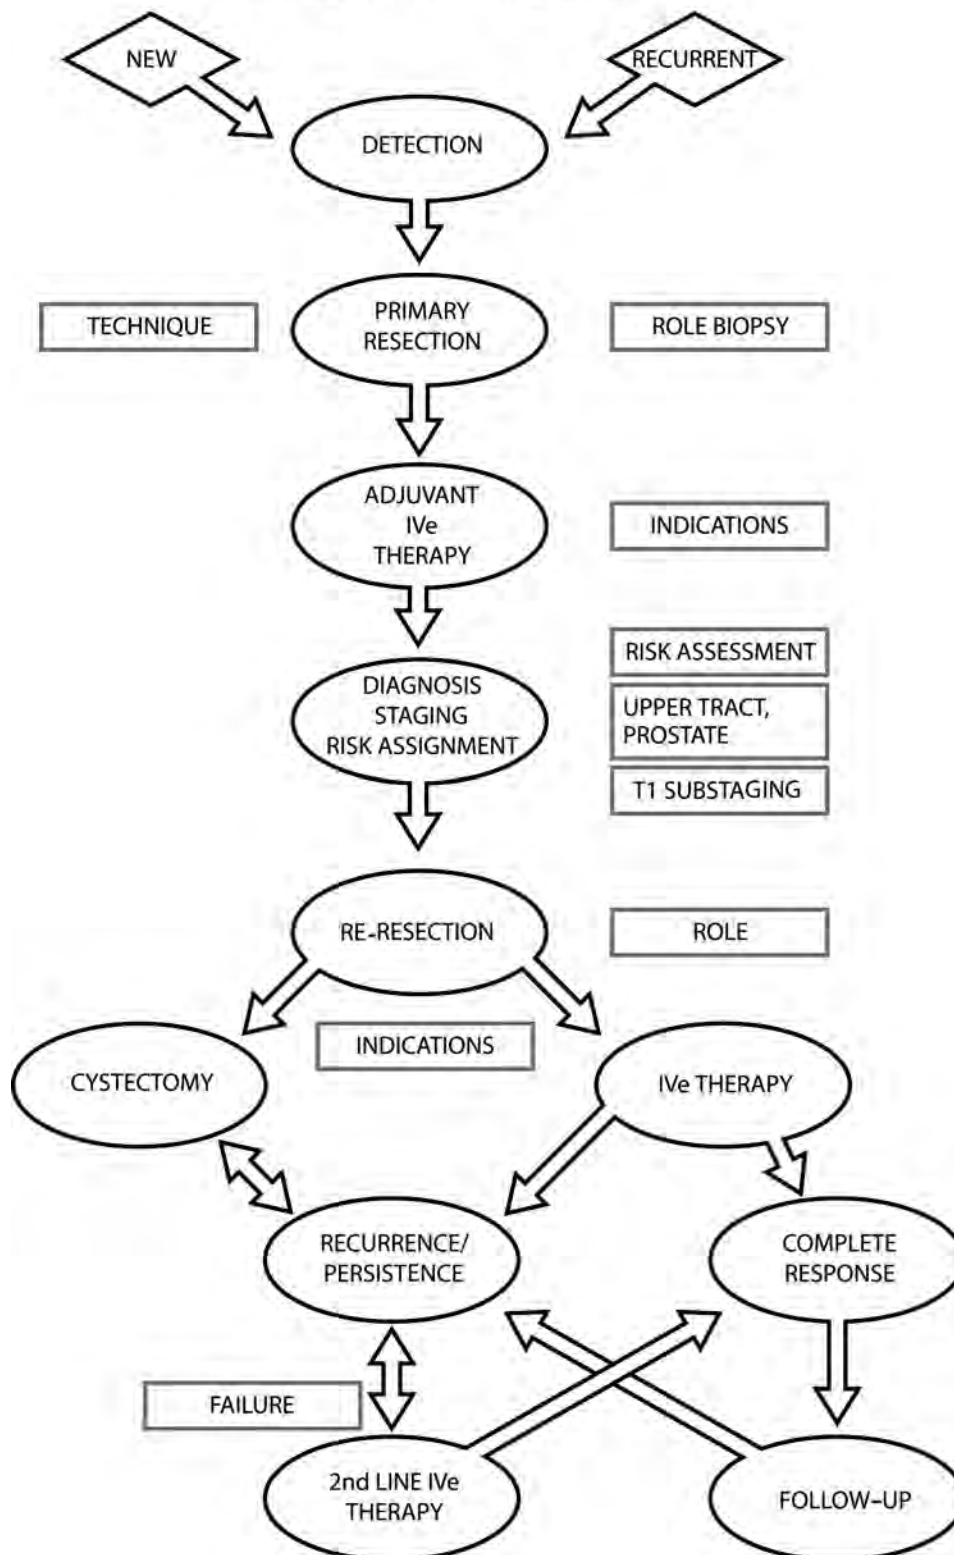 NEW
RECURRENT
DETECTION
TECHNIQUE
PRIMARY
RESECTION
ROLE BIOPSY
ADJUVANT
IVe
THERAPY
INDICATIONS
DIAGNOSIS
STAGING
RISK ASSIGNMENT
RISK ASSESSMENT
UPPER TRACT,
PROSTATE
T1 SUBSTAGING
RE-RESECTION
ROLE
INDICATIONS
CYSTECTOMY
IVe THERAPY
RECURRENCE/
PERSISTENCE
COMPLETE
RESPONSE
FAILURE
2nd LINE IVe
THERAPY
FOLLOW-UP